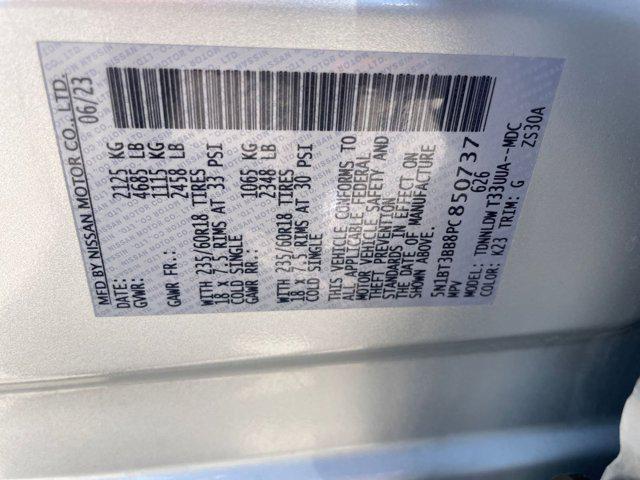 MFD BY NISSAN MOTOR CO., LTD.
DATE: 06/23
GVWR: 2125 KG
4685 LB
GAWR FR.: 1115 KG
2458 LB
WITH 235/60R18 TIRES
18 X 7.5 RIMS AT 33 PSI
COLD SINGLE
GAWR RR.: 1065 KG
2348 LB
WITH 235/60R18 TIRES
18 X 7.5 RIMS AT 30 PSI
COLD SINGLE
THIS VEHICLE CONFORMS TO
ALL APPLICABLE FEDERAL
MOTOR VEHICLE SAFETY AND
THEFT PREVENTION
STANDARDS IN EFFECT ON
THE DATE OF MANUFACTURE
SHOWN ABOVE.
5N1BT3BB8PC850737
MPV 626
MODEL: TDNNLDW T33UUA--MDC
COLOR: K23 TRIM: G ZS30A